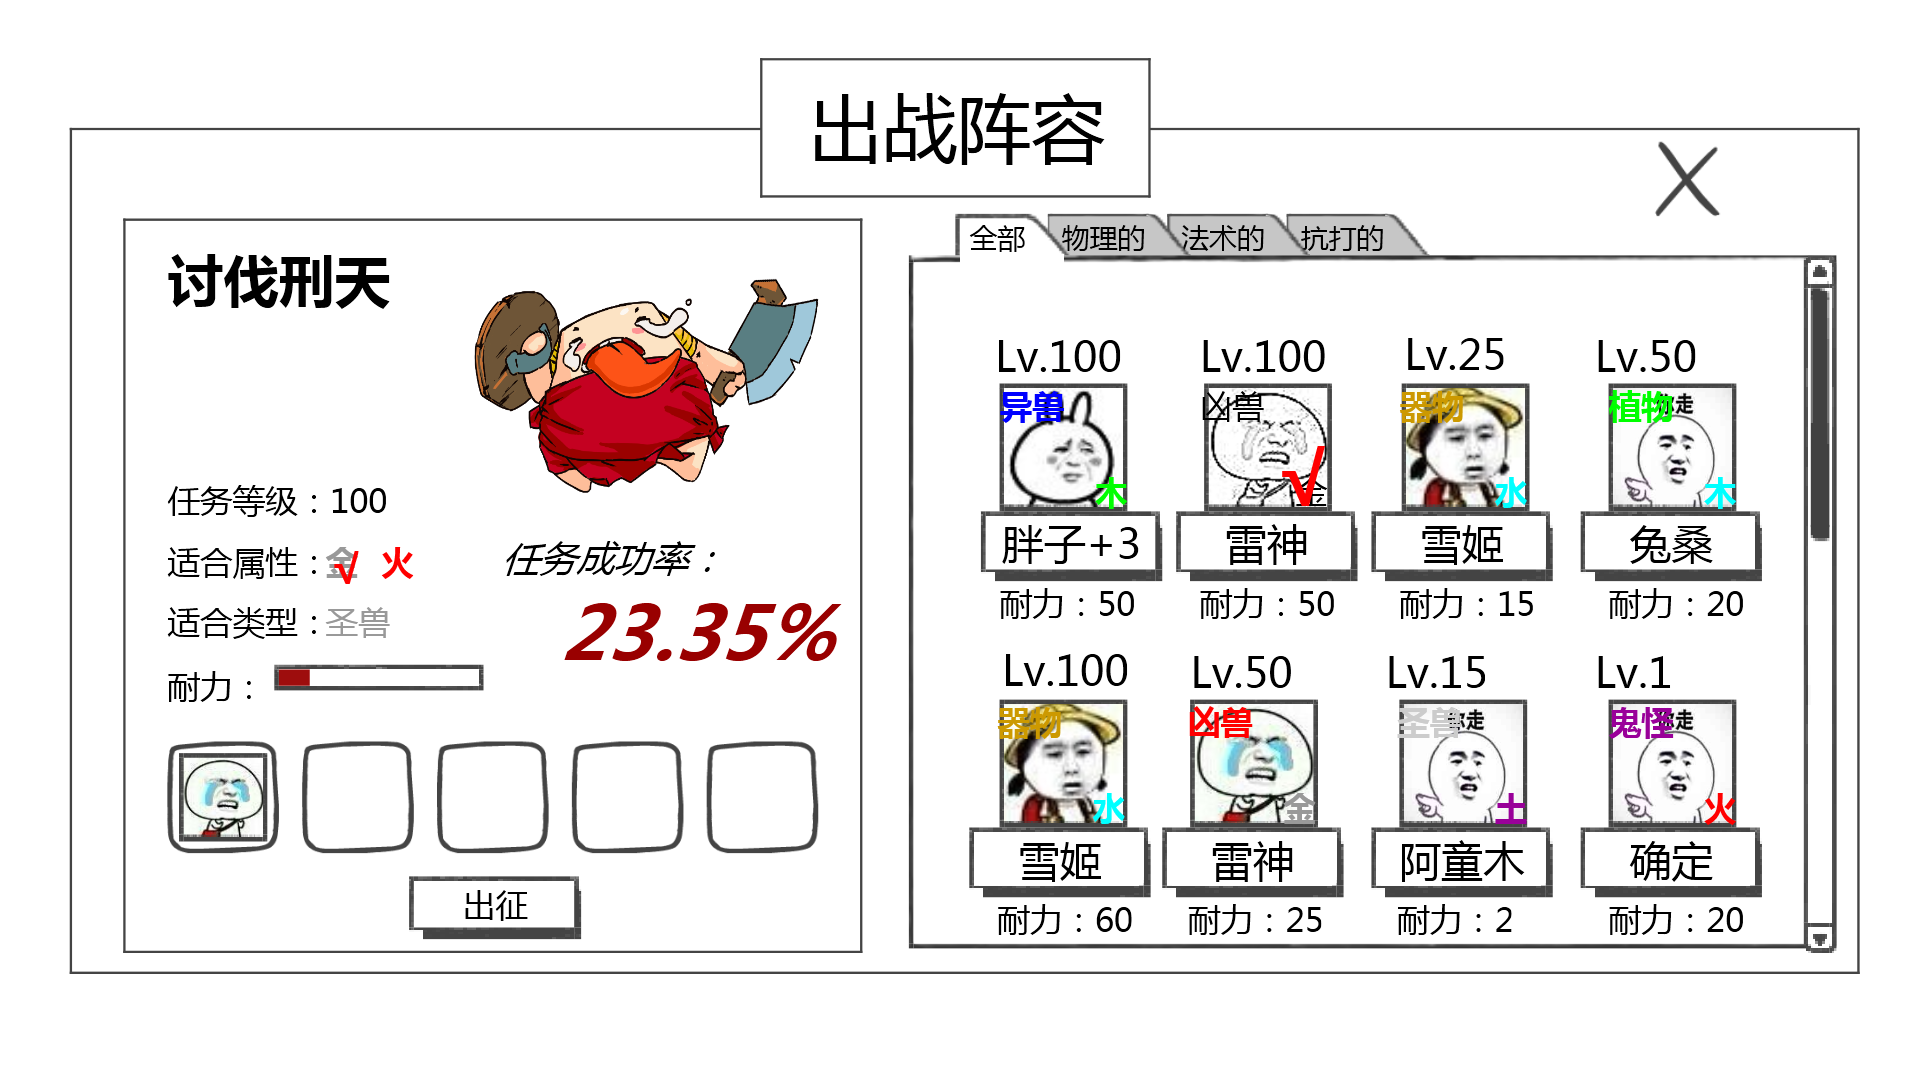 出战阵容
讨伐刑天
任务等级：100
适合属性：金√ 火
适合类型：圣兽
耐力：
任务成功率：
23.35%
出征
全部 物理的 法术的 抗打的
Lv.100 Lv.100 Lv.25 Lv.50
异兽 凶兽 器物 植物
木 √金 水 木
胖子+3 雷神 雪姬 兔桑
耐力：50 耐力：50 耐力：15 耐力：20
Lv.100 Lv.50 Lv.15 Lv.1
器物 凶兽 圣兽 鬼怪
水 金 土 火
雪姬 雷神 阿童木 确定
耐力：60 耐力：25 耐力：2 耐力：20